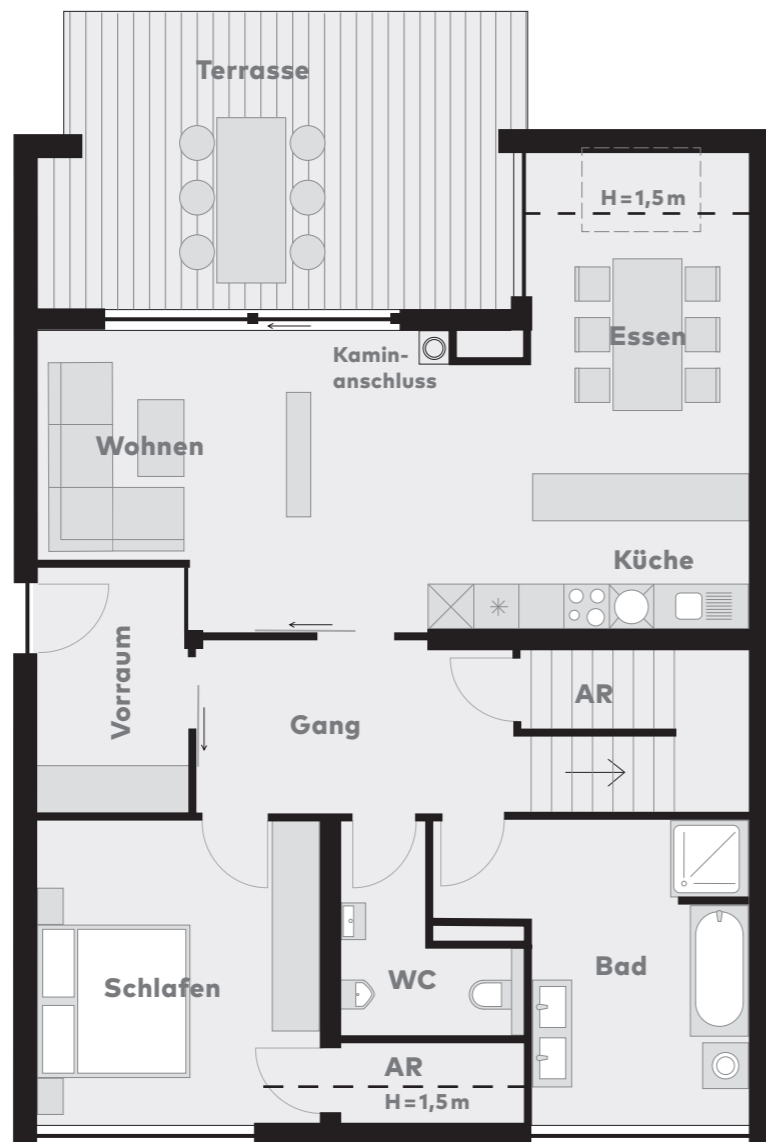 Terrasse
H=1,5m
Essen
Kamin-
anschluss
Wohnen
Küche
Vorraum
AR
Gang
Schlafen
WC
Bad
AR
H=1,5m